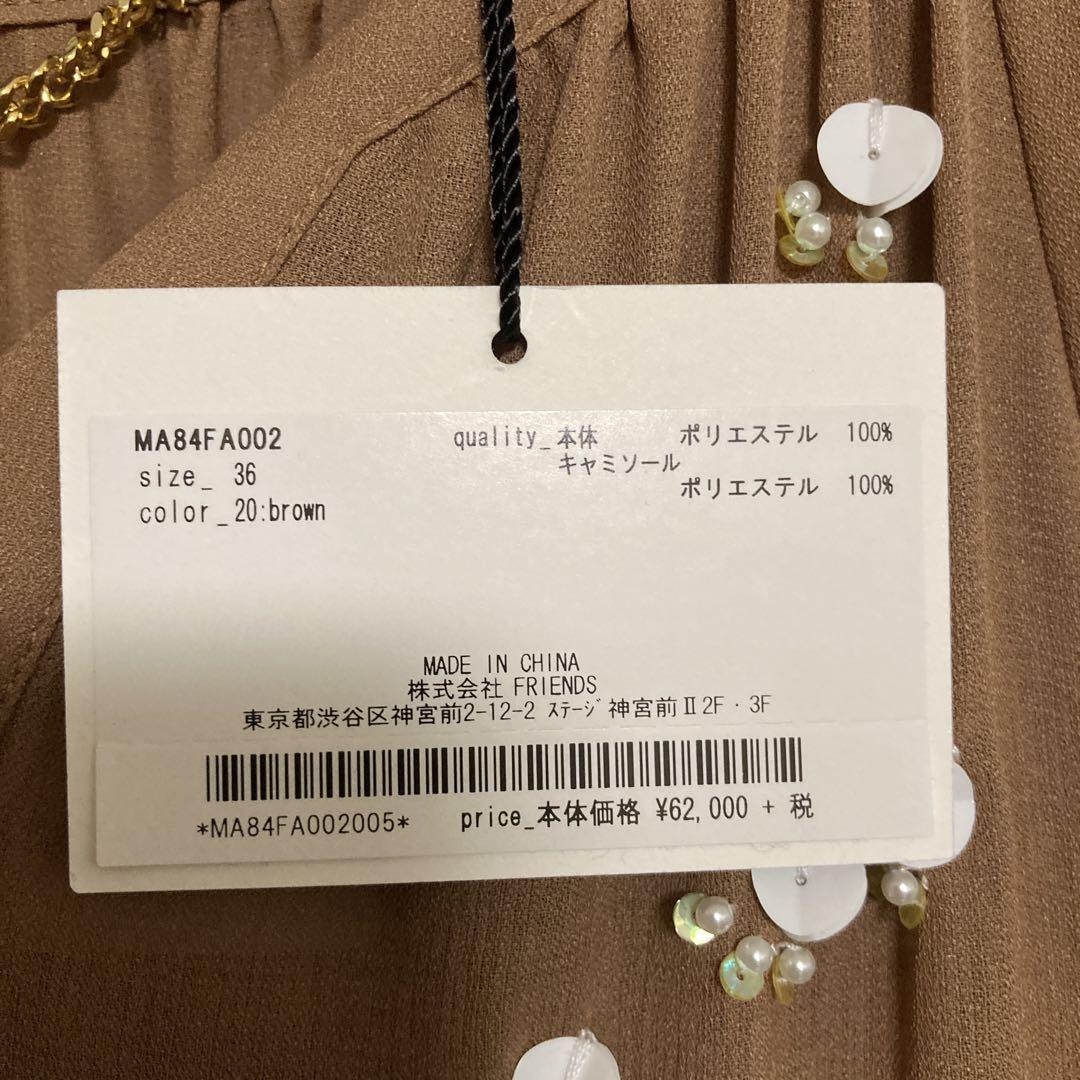 MA84FA002
size_ 36
color_20:brown
quality_本体 ポリエステル 100%
キャミソール
ポリエステル 100%
MADE IN CHINA
株式会社 FRIENDS
東京都渋谷区神宮前2-12-2 ｽﾃｰｼﾞ神宮前Ⅱ2F・3F
*MA84FA002005* price_本体価格 ¥62,000 + 税